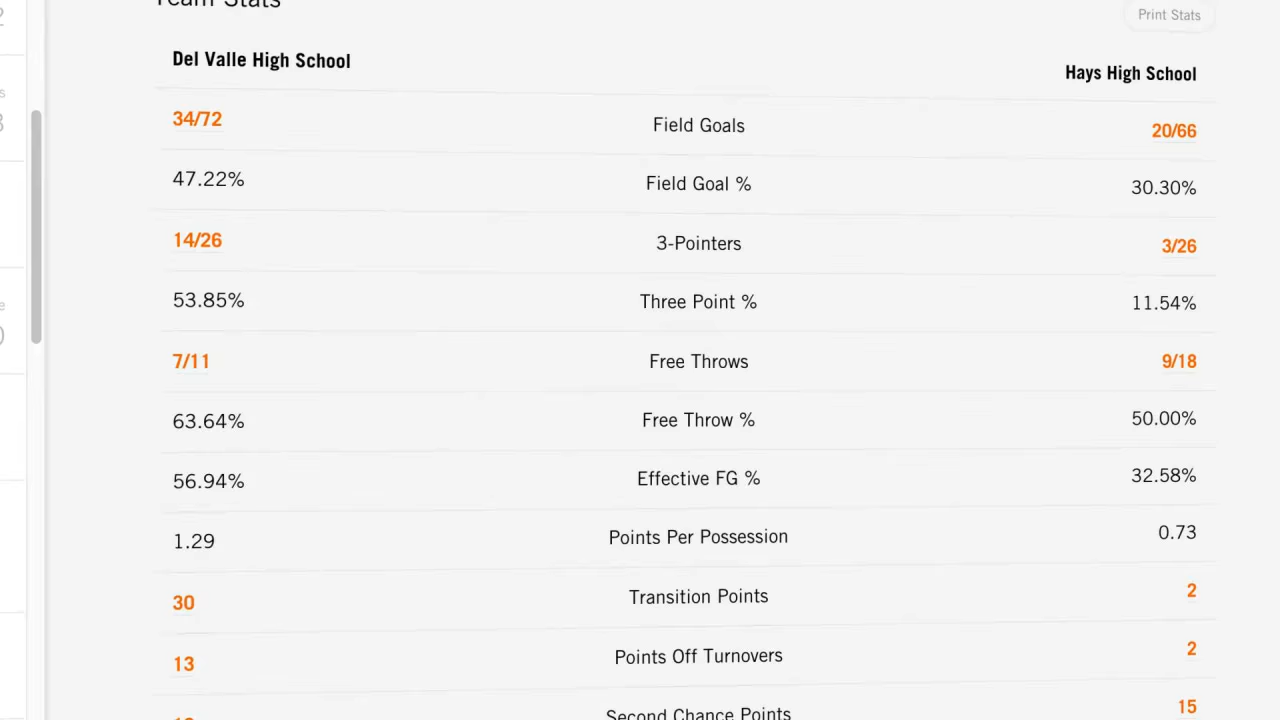 Team Stats
Print Stats
Del Valle High School Hays High School
34/72 Field Goals 20/66
47.22% Field Goal % 30.30%
14/26 3-Pointers 3/26
53.85% Three Point % 11.54%
7/11 Free Throws 9/18
63.64% Free Throw % 50.00%
56.94% Effective FG % 32.58%
1.29 Points Per Possession 0.73
30 Transition Points 2
13 Points Off Turnovers 2
Second Chance Points 15